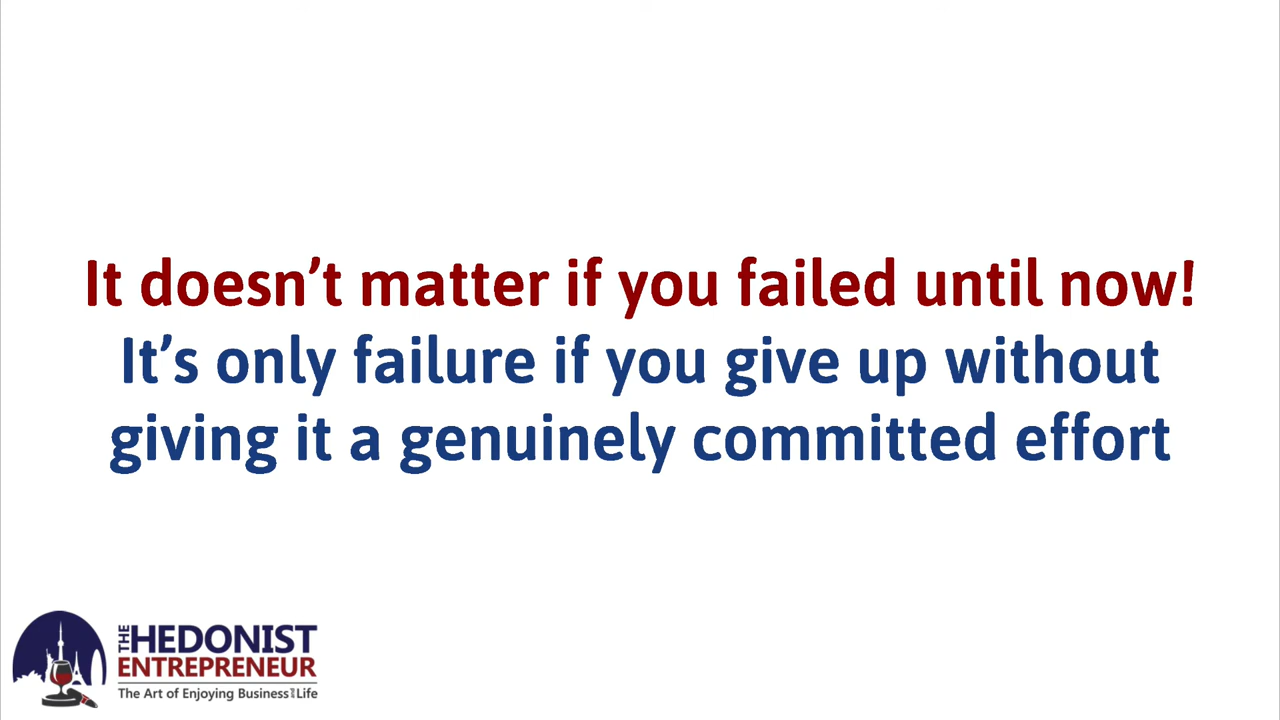 It doesn’t matter if you failed until now!
It’s only failure if you give up without
giving it a genuinely committed effort
THE HEDONIST
ENTREPRENEUR
The Art of Enjoying Business and Life